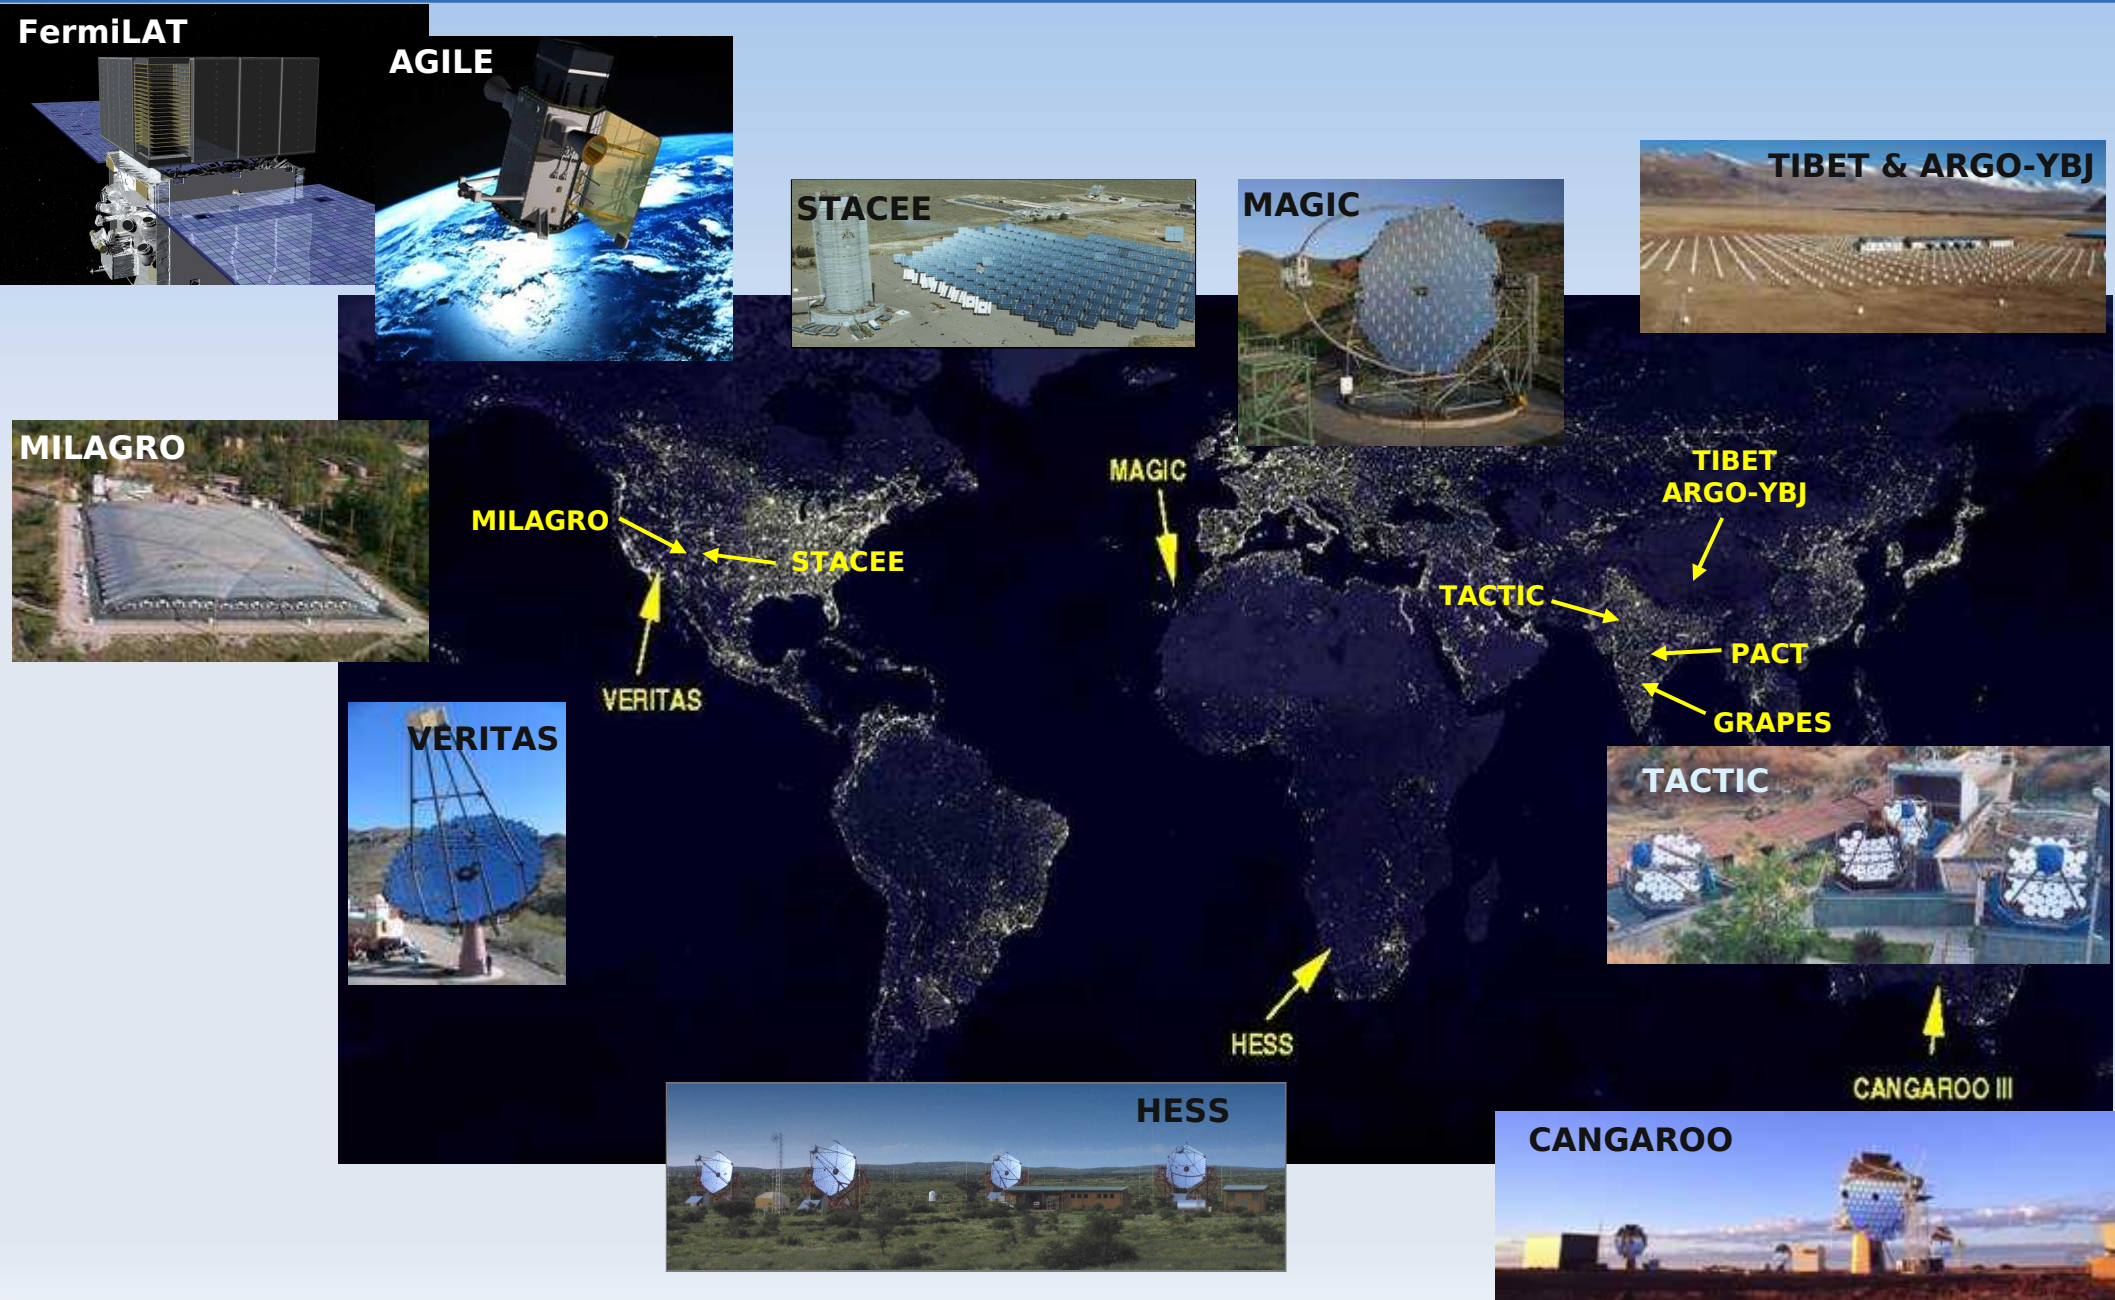 FermiLAT
AGILE
STACEE
MAGIC
TIBET & ARGO-YBJ
MILAGRO
MAGIC
TIBET
ARGO-YBJ
MILAGRO
STACEE
TACTIC
PACT
VERITAS
GRAPES
VERITAS
TACTIC
HESS
CANGAROO III
HESS
CANGAROO